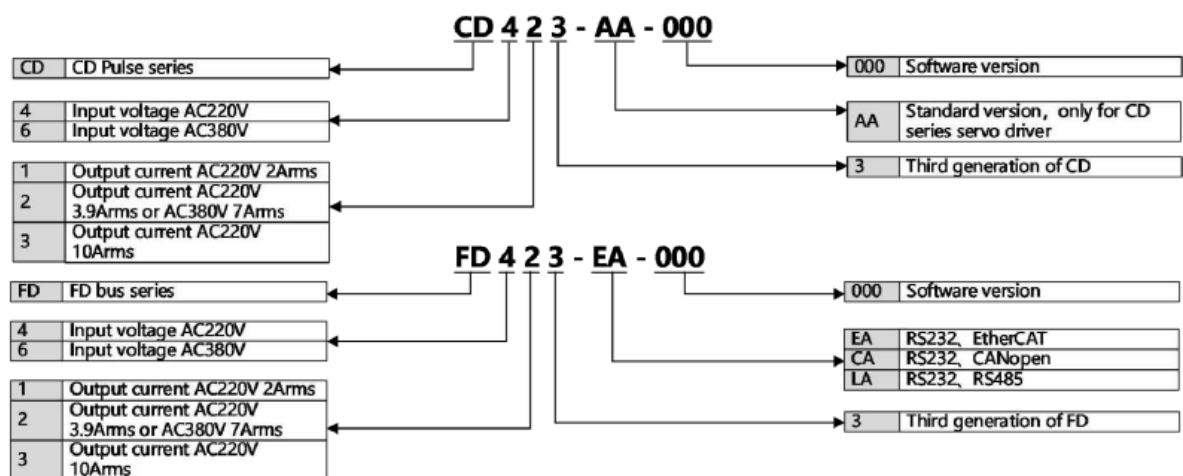 CD 4 2 3 - AA - 000
CD CD Pulse series
000 Software version
4 Input voltage AC220V
6 Input voltage AC380V
AA Standard version，only for CD
series servo driver
1 Output current AC220V 2Arms
3 Third generation of CD
2 Output current AC220V
3.9Arms or AC380V 7Arms
3 Output current AC220V
10Arms
FD 4 2 3 - EA - 000
FD FD bus series
000 Software version
4 Input voltage AC220V
6 Input voltage AC380V
EA RS232、EtherCAT
CA RS232、CANopen
LA RS232、RS485
1 Output current AC220V 2Arms
2 Output current AC220V
3.9Arms or AC380V 7Arms
3 Third generation of FD
3 Output current AC220V
10Arms